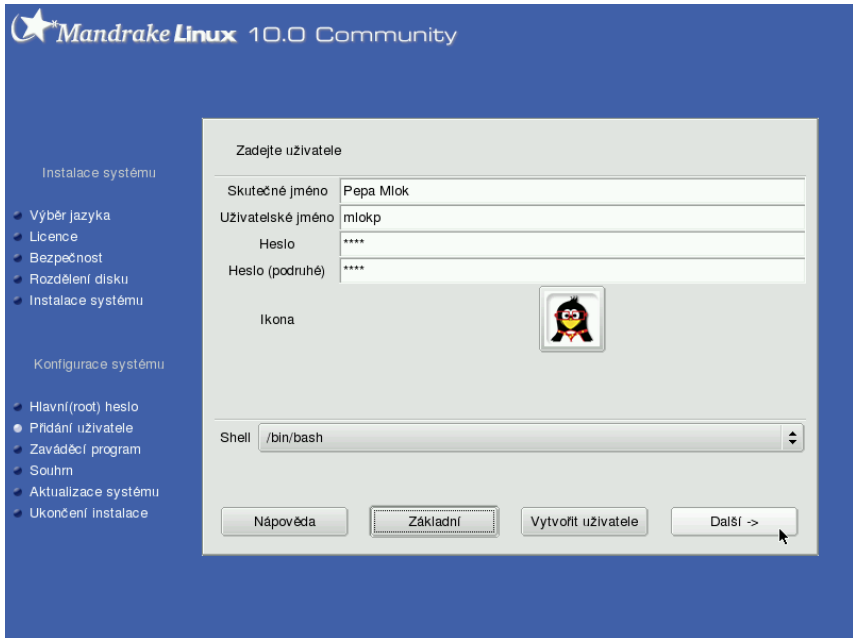 MandrakeLinux 10.0 Community
Instalace systému
Výběr jazyka
Licence
Bezpečnost
Rozdělení disku
Instalace systému
Konfigurace systému
Hlavní(root) heslo
Přidání uživatele
Zaváděcí program
Souhrn
Aktualizace systému
Ukončení instalace
Zadejte uživatele
Skutečné jméno Pepa Mlok
Uživatelské jméno mlokp
Heslo ****
Heslo (podruhé) ****
Ikona
Shell /bin/bash
Nápověda Základní Vytvořit uživatele Další ->